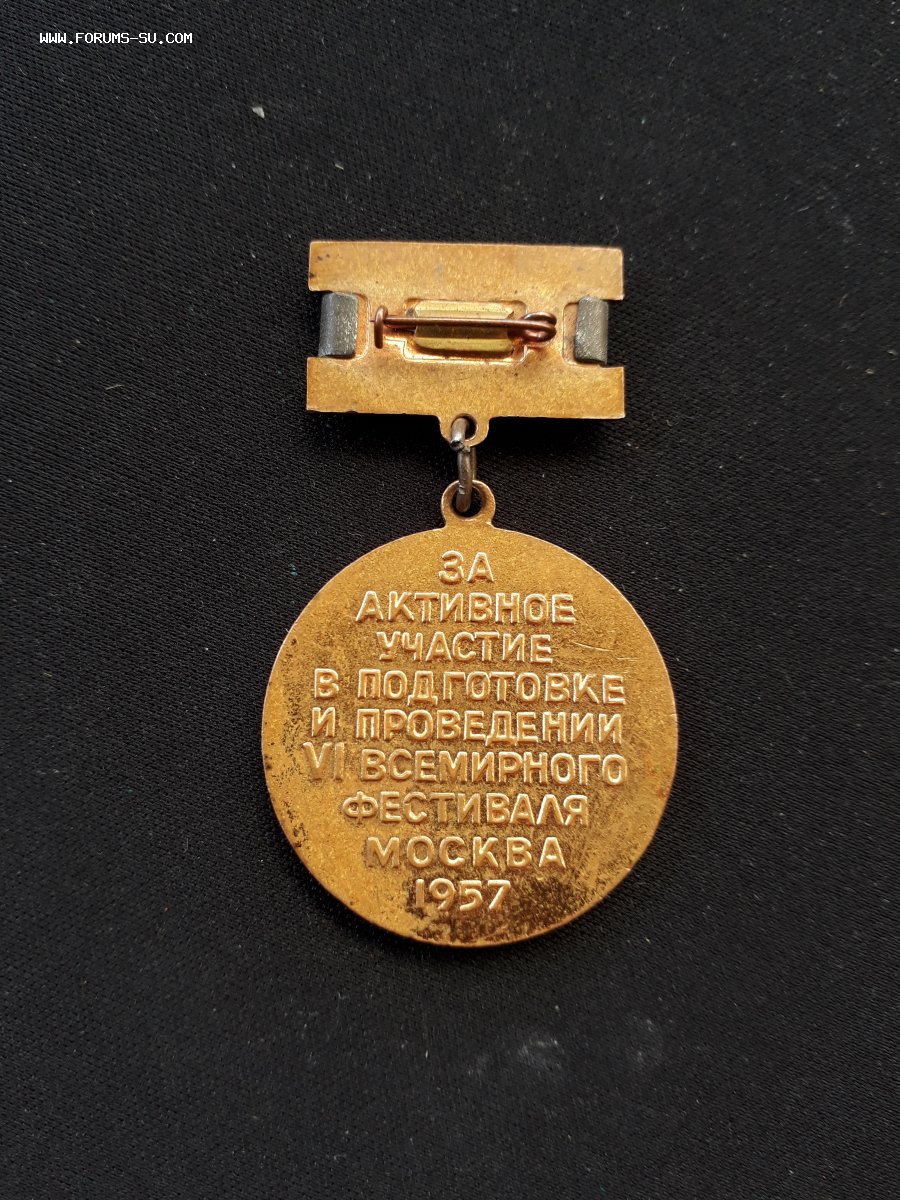 WWW.FORUMS-SU.COM
ЗА
АКТИВНОЕ
УЧАСТИЕ
В ПОДГОТОВКЕ
И ПРОВЕДЕНИИ
VI ВСЕМИРНОГО
ФЕСТИВАЛЯ
МОСКВА
1957